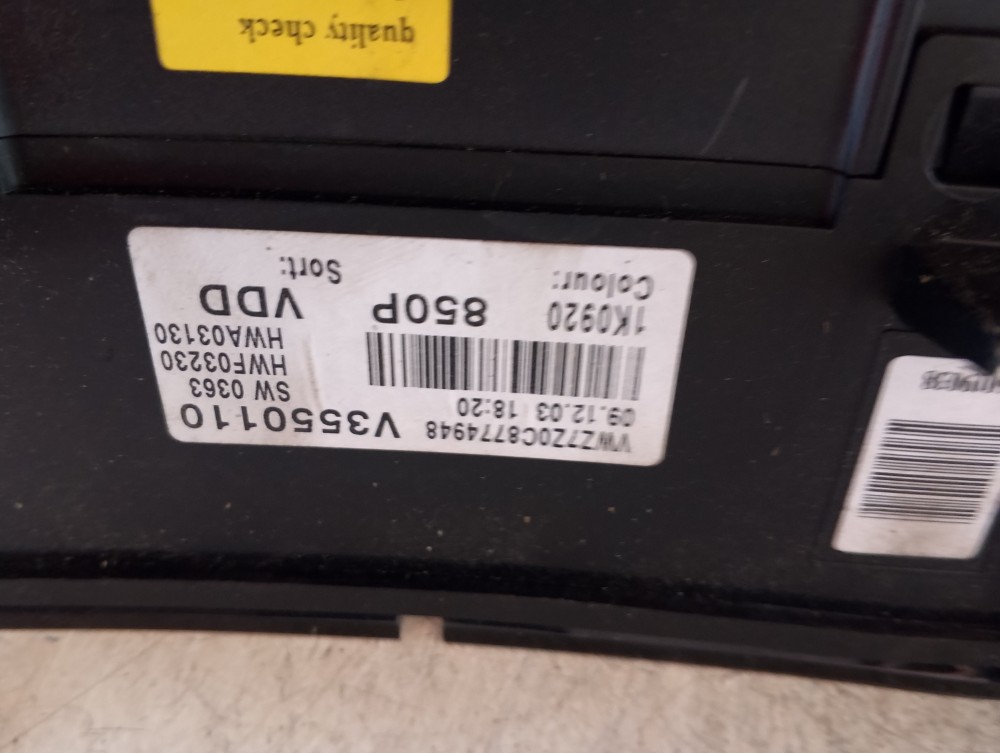 VWZ7Z0C8774948 V3550110
09.12.03 18:20 SW 0363
HWF03230
HWA03130
1K0920 850P VDD
Colour: Sort:
quality check